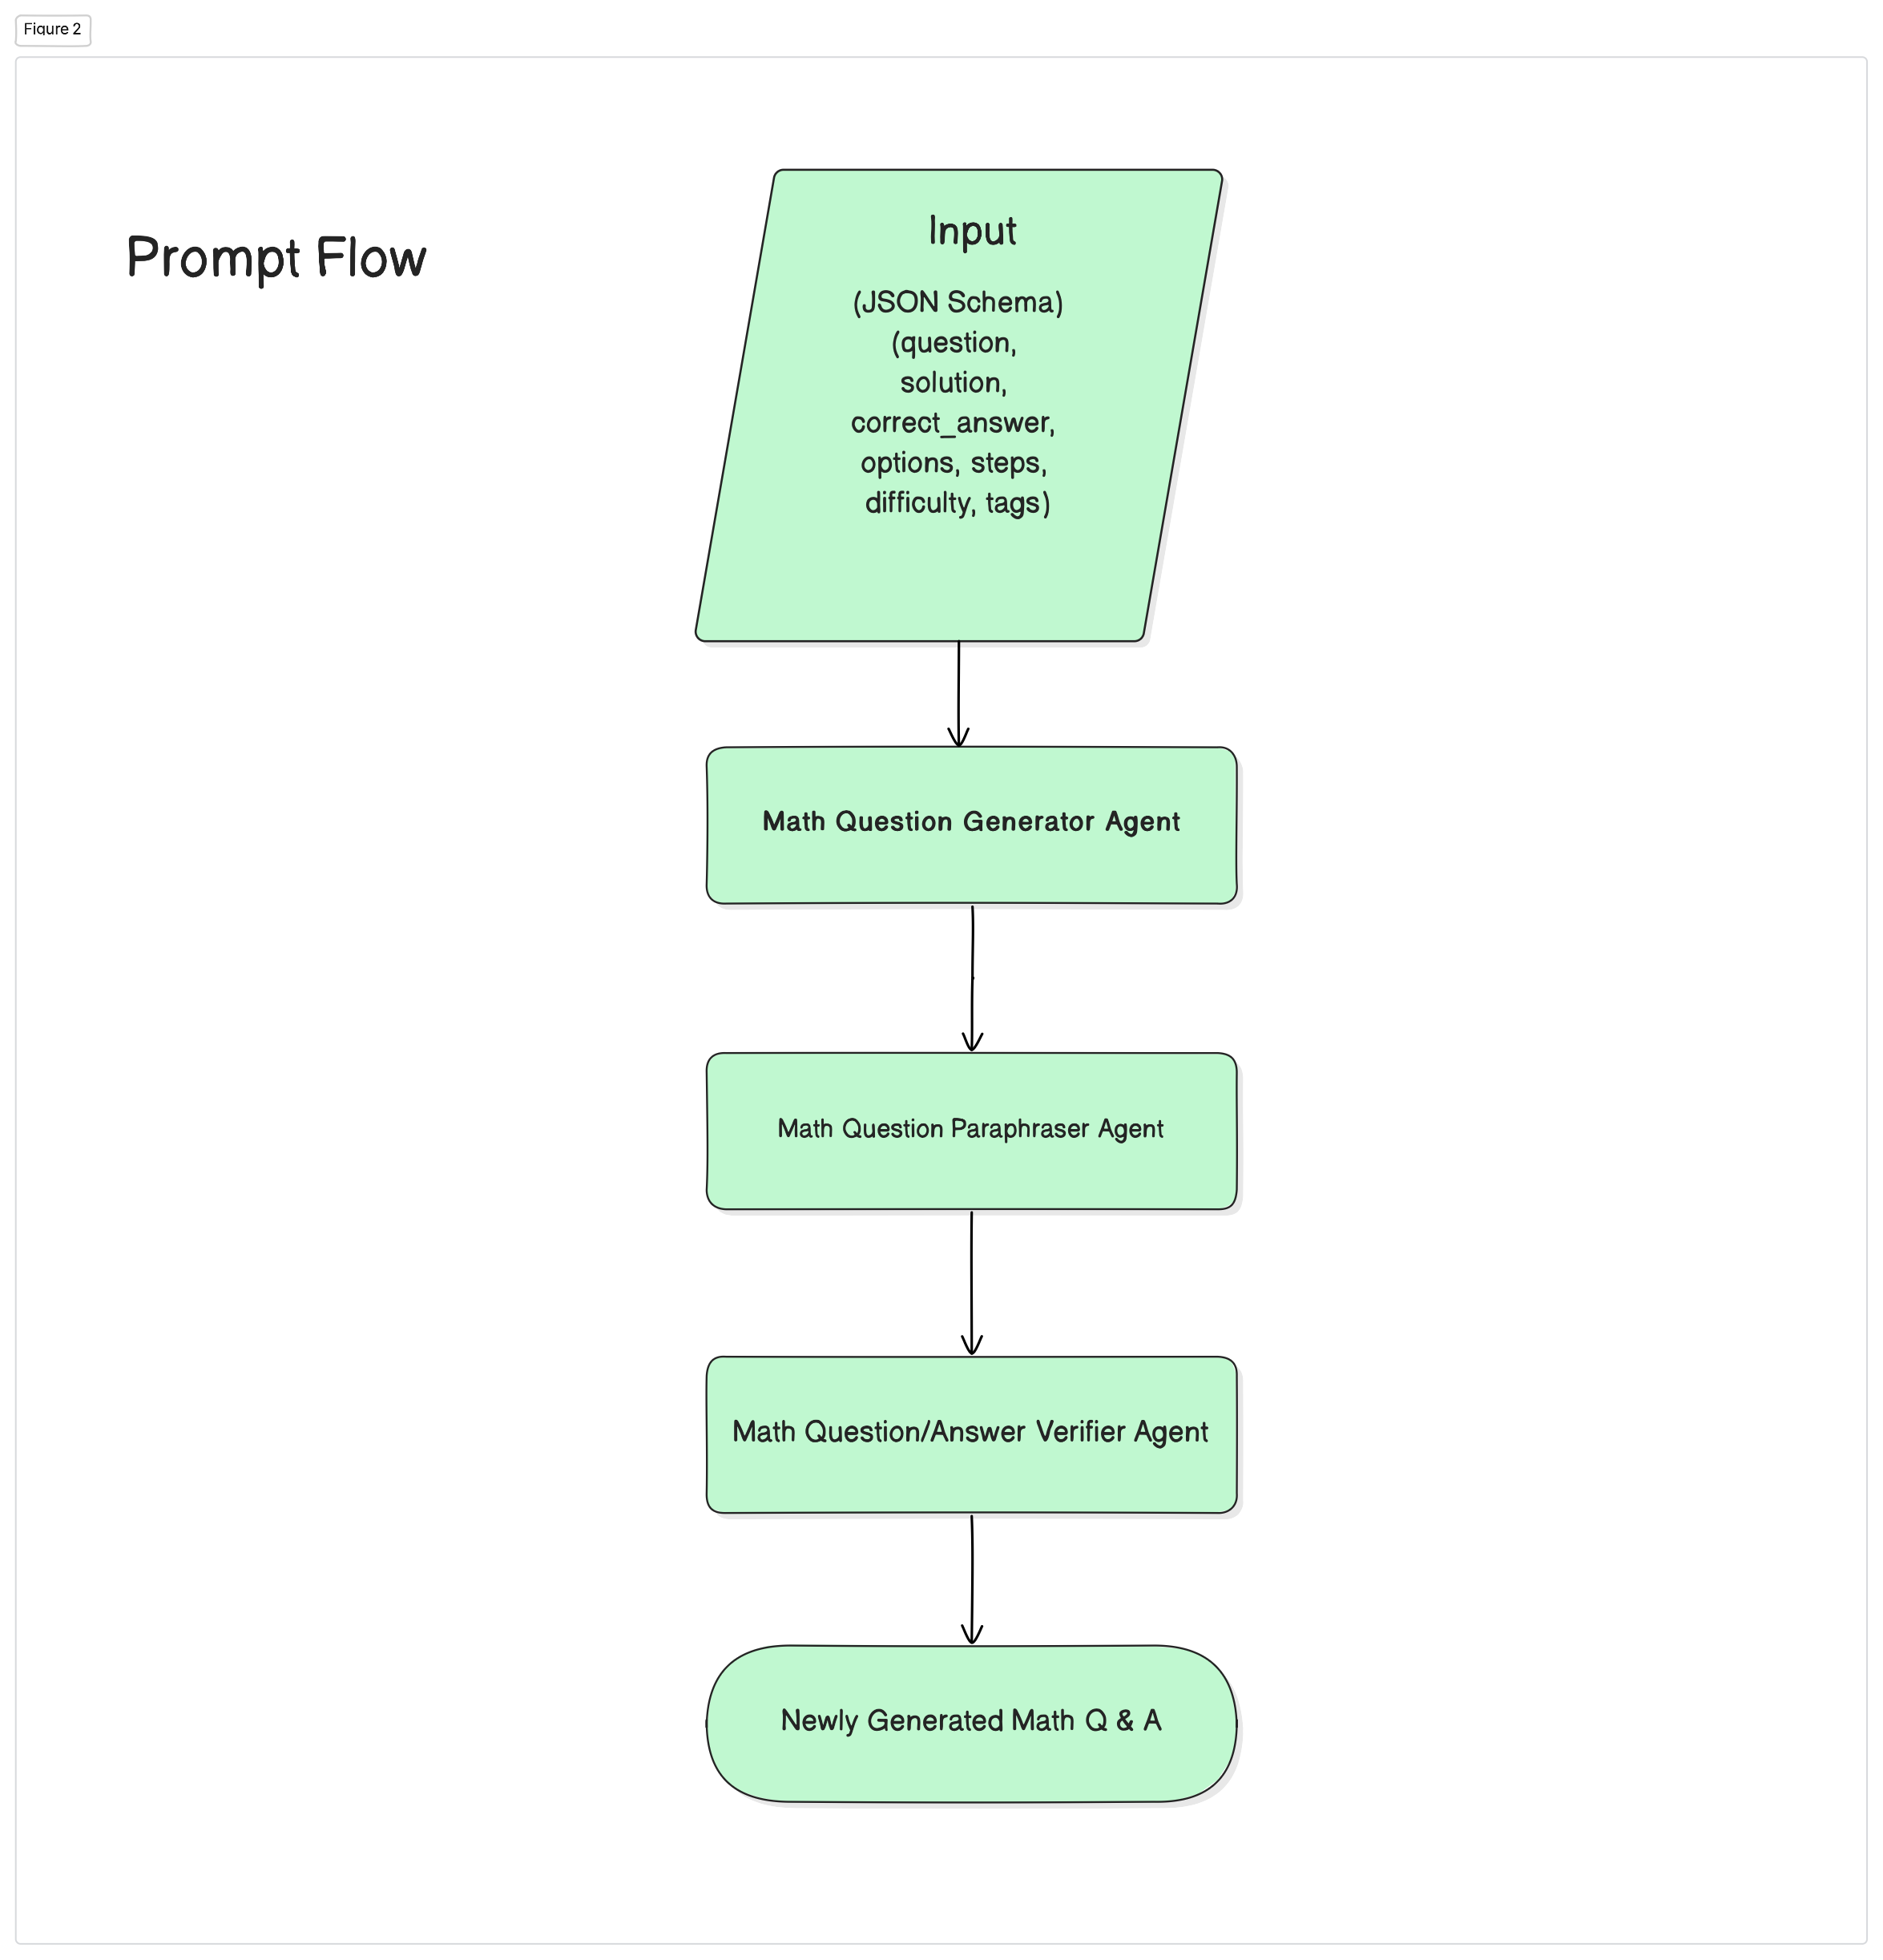 Figure 2
Prompt Flow
Input
(JSON Schema)
(question,
solution,
correct_answer,
options, steps,
difficulty, tags)
Math Question Generator Agent
Math Question Paraphraser Agent
Math Question/Answer Verifier Agent
Newly Generated Math Q & A